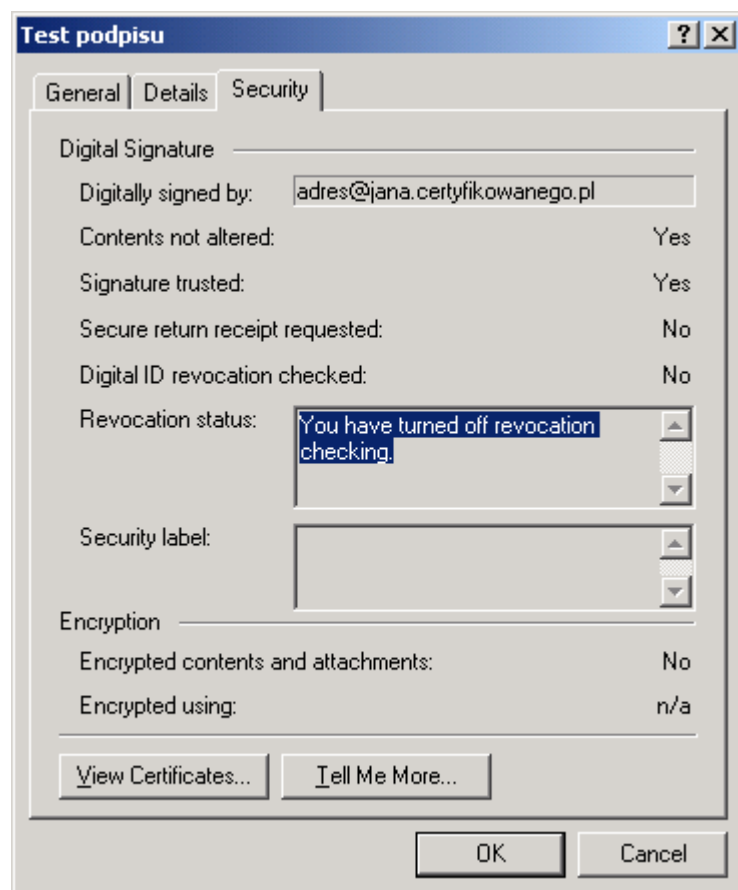 Test podpisu
General Details Security
Digital Signature
Digitally signed by: adres@jana.certyfikowanego.pl
Contents not altered: Yes
Signature trusted: Yes
Secure return receipt requested: No
Digital ID revocation checked: No
Revocation status: You have turned off revocation
checking.
Security label:
Encryption
Encrypted contents and attachments: No
Encrypted using: n/a
View Certificates... Tell Me More...
OK Cancel